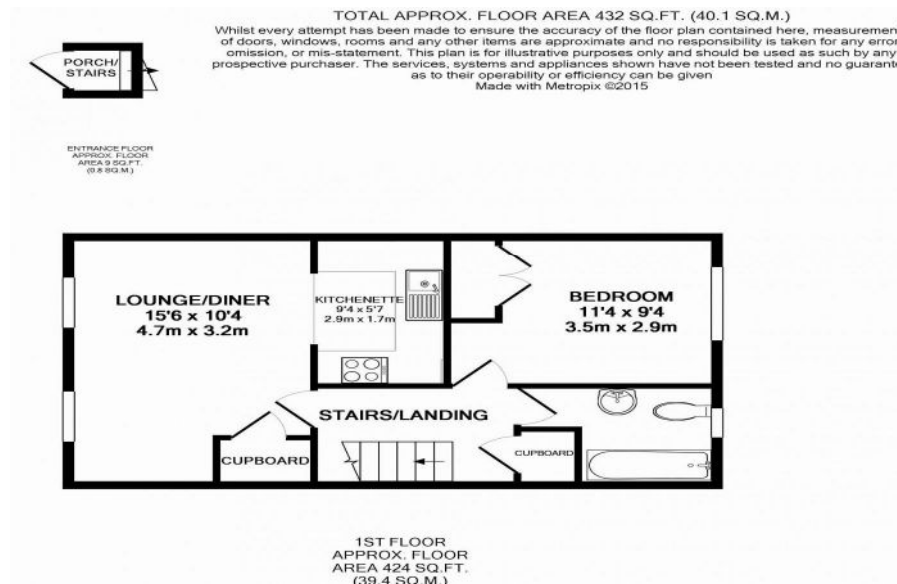 TOTAL APPROX. FLOOR AREA 432 SQ.FT. (40.1 SQ.M.)
Whilst every attempt has been made to ensure the accuracy of the floor plan contained here, measuremen
of doors, windows, rooms and any other items are approximate and no responsibility is taken for any error
omission, or mis-statement. This plan is for illustrative purposes only and should be used as such by any
prospective purchaser. The services, systems and appliances shown have not been tested and no guarante
as to their operability or efficiency can be given
Made with Metropix ©2015
PORCH/
STAIRS
ENTRANCE FLOOR
APPROX. FLOOR
AREA 9 SQ.FT.
(0.8 SQ.M.)
LOUNGE/DINER
15'6 x 10'4
4.7m x 3.2m
KITCHENETTE
9'4 x 5'7
2.9m x 1.7m
BEDROOM
11'4 x 9'4
3.5m x 2.9m
STAIRS/LANDING
CUPBOARD
CUPBOARD
1ST FLOOR
APPROX. FLOOR
AREA 424 SQ.FT.
(39.4 SQ.M.)